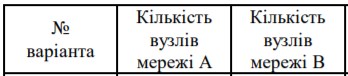 №
варіанта
Кількість
вузлів
мережі А
Кількість
вузлів
мережі В